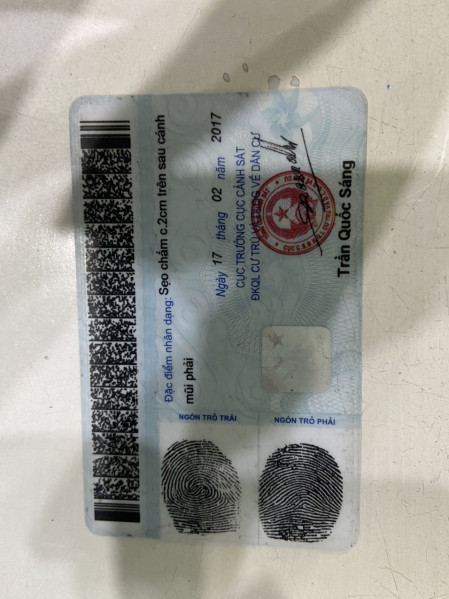 Đặc điểm nhân dạng: Sẹo chấm c.2cm trên sau cánh
mũi phải
Ngày 17 tháng 02 năm 2017
CỤC TRƯỞNG CỤC CẢNH SÁT
ĐKQL CƯ TRÚ VÀ DLQG VỀ DÂN CƯ
Trần Quốc Sáng
NGÓN TRỎ TRÁI
NGÓN TRỎ PHẢI